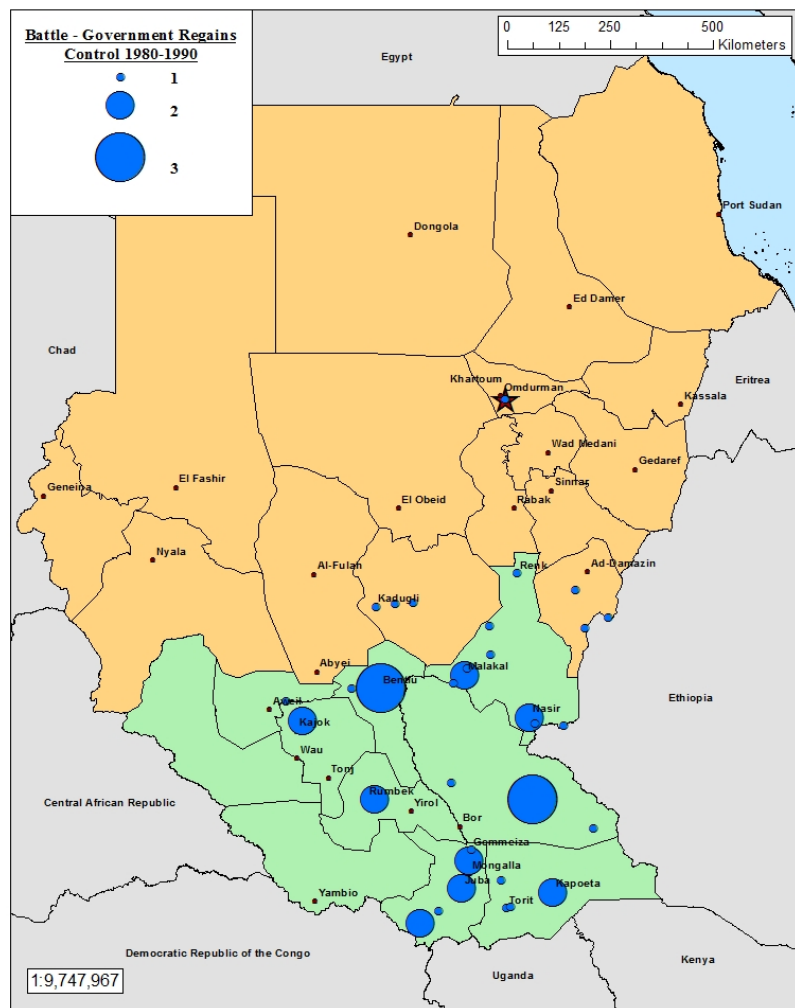 Battle - Government Regains
Control 1980-1990
1
2
3
0 125 250 500
Kilometers
Egypt
Port Sudan
Dongola
Ed Damer
Chad
Khartoum
Omdurman
Eritrea
Kassala
Wad Medani
Gedaref
El Fashir
Sinnar
Geneina
El Obeid
Rabak
Nyala
Renk
Ad-Damazin
Al-Fulah
Kadugli
Abyei
Malakal
Bentiu
Ethiopia
Aweil
Nasir
Kajok
Wau
Tonj
Rumbek
Central African Republic
Yirol
Bor
Gemmeiza
Mongalla
Juba
Kapoeta
Yambio
Torit
Democratic Republic of the Congo
Kenya
Uganda
1:9,747,967